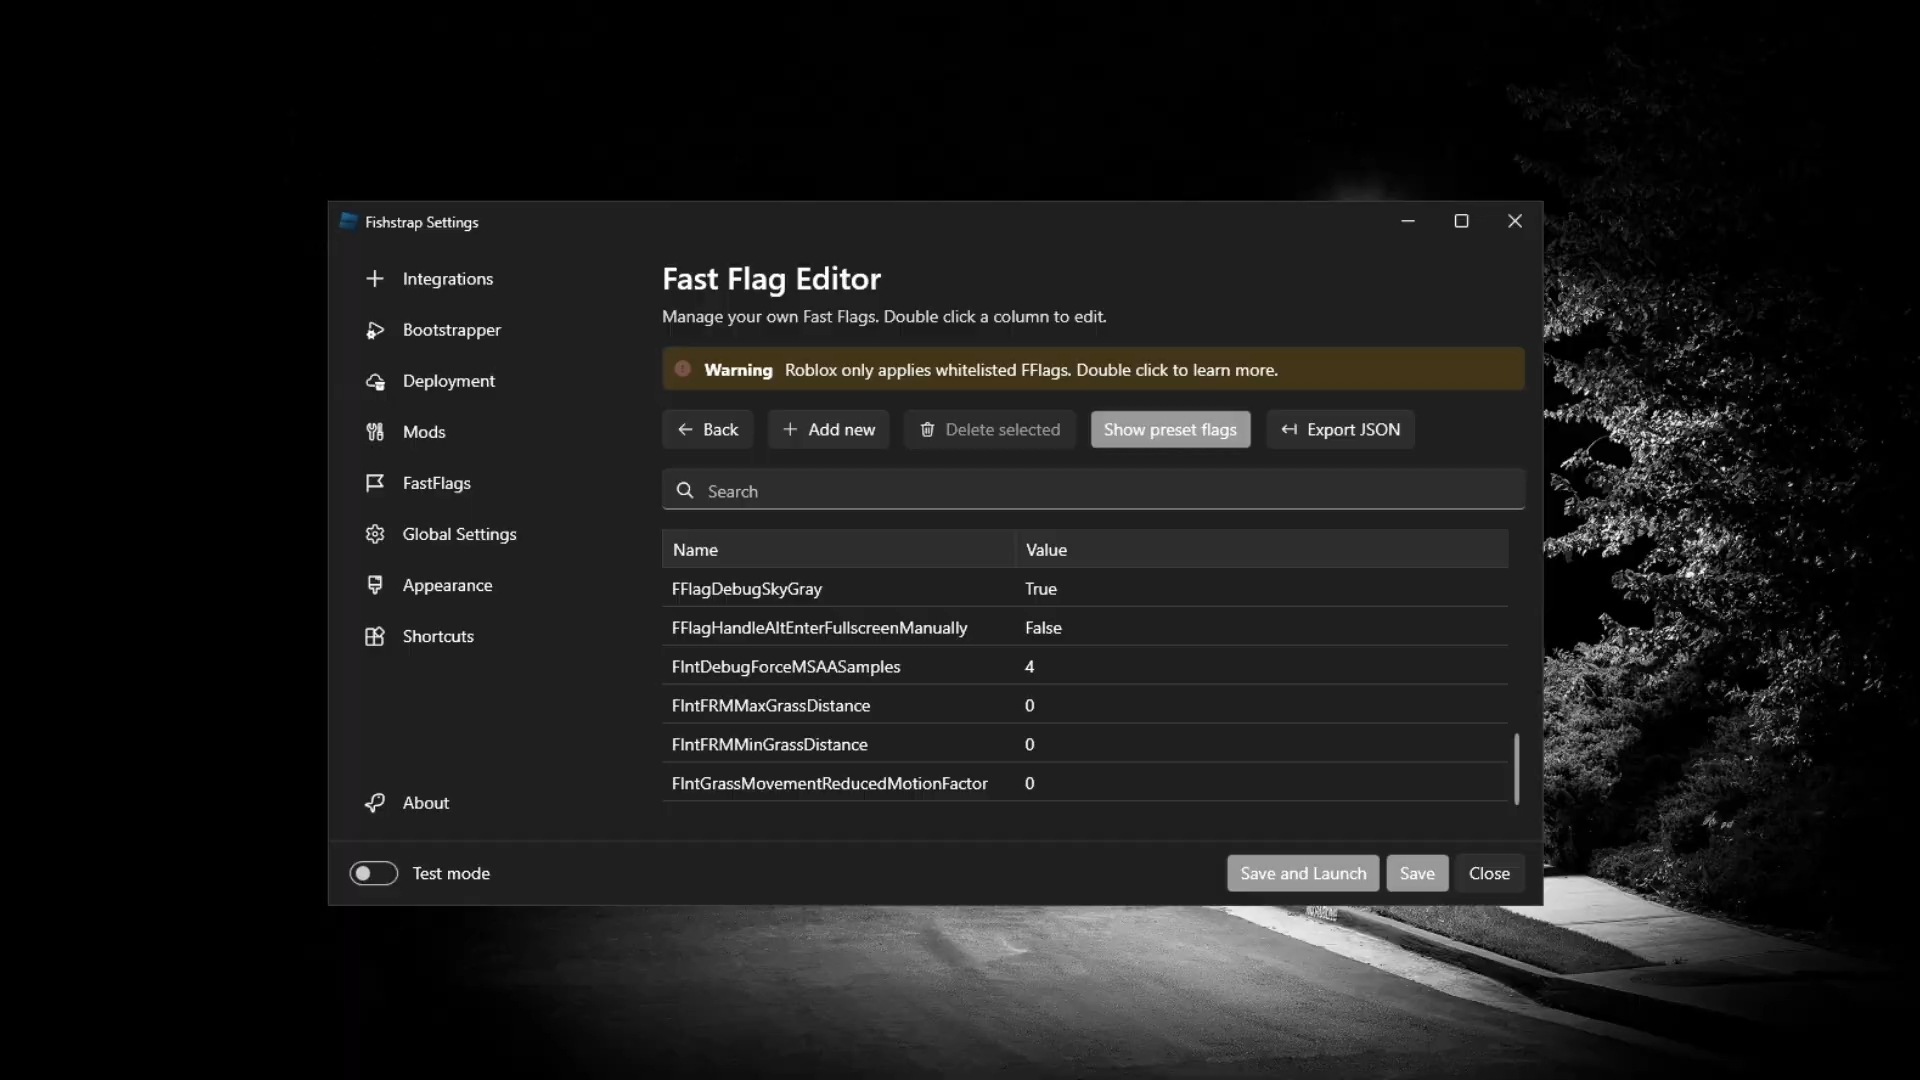 Fishstrap Settings
Integrations
Bootstrapper
Deployment
Mods
FastFlags
Global Settings
Appearance
Shortcuts
About
Fast Flag Editor
Manage your own Fast Flags. Double click a column to edit.
Warning Roblox only applies whitelisted FFlags. Double click to learn more.
Back Add new Delete selected Show preset flags Export JSON
Search
Name Value
FFlagDebugSkyGray True
FFlagHandleAltEnterFullscreenManually False
FIntDebugForceMSAASamples 4
FIntFRMMaxGrassDistance 0
FIntFRMMinGrassDistance 0
FIntGrassMovementReducedMotionFactor 0
Test mode Save and Launch Save Close